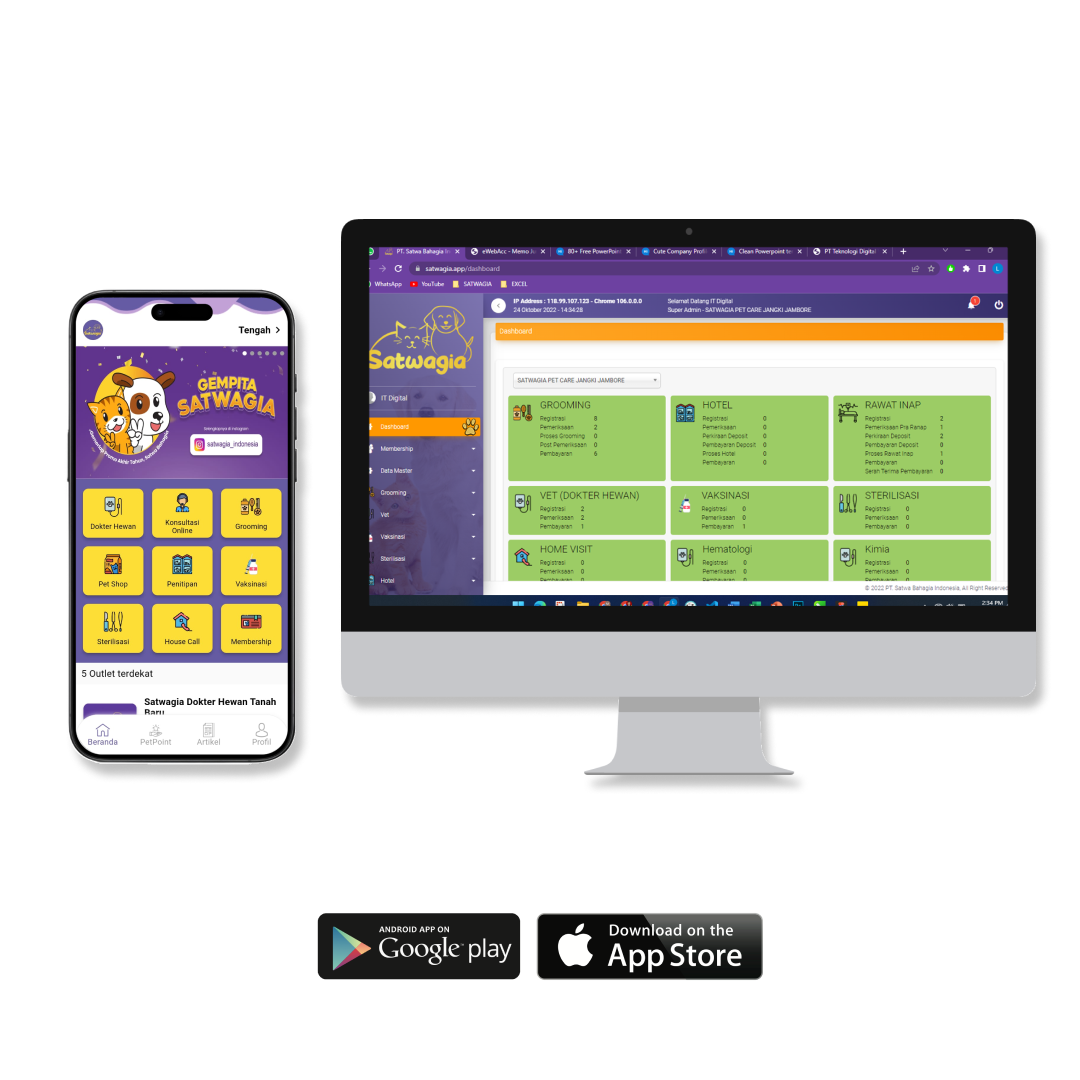 Satwagia
Tengah
GEMPITA
SATWAGIA
Selengkapnya di Instagram
satwagia_indonesia
Dokter Hewan
Konsultasi
Online
Grooming
Pet Shop
Penitipan
Vaksinasi
Sterilisasi
House Call
Membership
5 Outlet terdekat
Satwagia Dokter Hewan Tanah
Baru
Beranda
PetPoint
Artikel
Profil
PT. Satwa Bahagia In
eWebAcc - Memo Ju
80+ Free PowerPoin
Cute Company Profil
Clean Powerpoint te
PT Teknologi Digital
satwagia.app/dashboard
WhatsApp
YouTube
SATWAGIA
EXCEL
Satwagia
IT Digital
Dashboard
Membership
Data Master
Grooming
Vet
Vaksinasi
Sterilisasi
Hotel
IP Address : 118.99.107.123 - Chrome 106.0.0.0
24 Oktober 2022 - 14:34:28
Selamat Datang IT Digital
Super Admin - SATWAGIA PET CARE JANGKI JAMBORE
1
L
Dashboard
SATWAGIA PET CARE JANGKI JAMBORE
GROOMING
Registrasi 8
Pemeriksaan 2
Proses Grooming 0
Post Pemeriksaan 0
Pembayaran 6
HOTEL
Registrasi 0
Pemeriksaan 0
Perkiraan Deposit 0
Pembayaran Deposit 0
Proses Hotel 0
Pembayaran 0
RAWAT INAP
Registrasi 2
Pemeriksaan Pra Ranap 1
Perkiraan Deposit 2
Pembayaran Deposit 0
Proses Rawat Inap 1
Pembayaran 0
Serah Terima Pembayaran 0
VET (DOKTER HEWAN)
Registrasi 2
Pemeriksaan 2
Pembayaran 1
VAKSINASI
Registrasi 0
Pemeriksaan 0
Pembayaran 1
STERILISASI
Registrasi 0
Pemeriksaan 0
Pembayaran 0
HOME VISIT
Registrasi 0
Pemeriksaan 0
Pembayaran 0
Hematologi
Registrasi 0
Pemeriksaan 0
Pembayaran 0
Kimia
Registrasi 0
Pemeriksaan 0
Pembayaran 0
© 2022 PT. Satwa Bahagia Indonesia, All Right Reserved
2:34 PM
ANDROID APP ON
Google play
Download on the
App Store